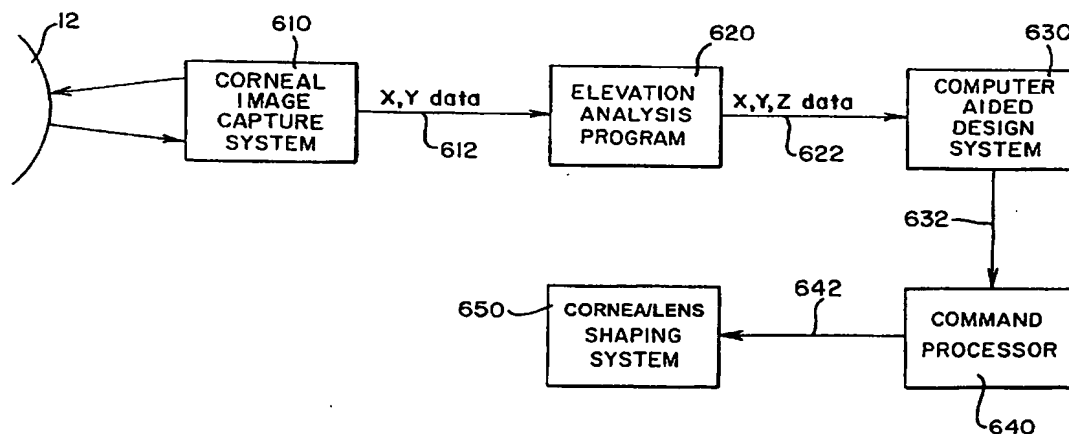 12
610
CORNEAL
IMAGE
CAPTURE
SYSTEM
X,Y data
612
620
ELEVATION
ANALYSIS
PROGRAM
X,Y,Z data
622
630
COMPUTER
AIDED
DESIGN
SYSTEM
632
650
CORNEA/LENS
SHAPING
SYSTEM
642
COMMAND
PROCESSOR
640